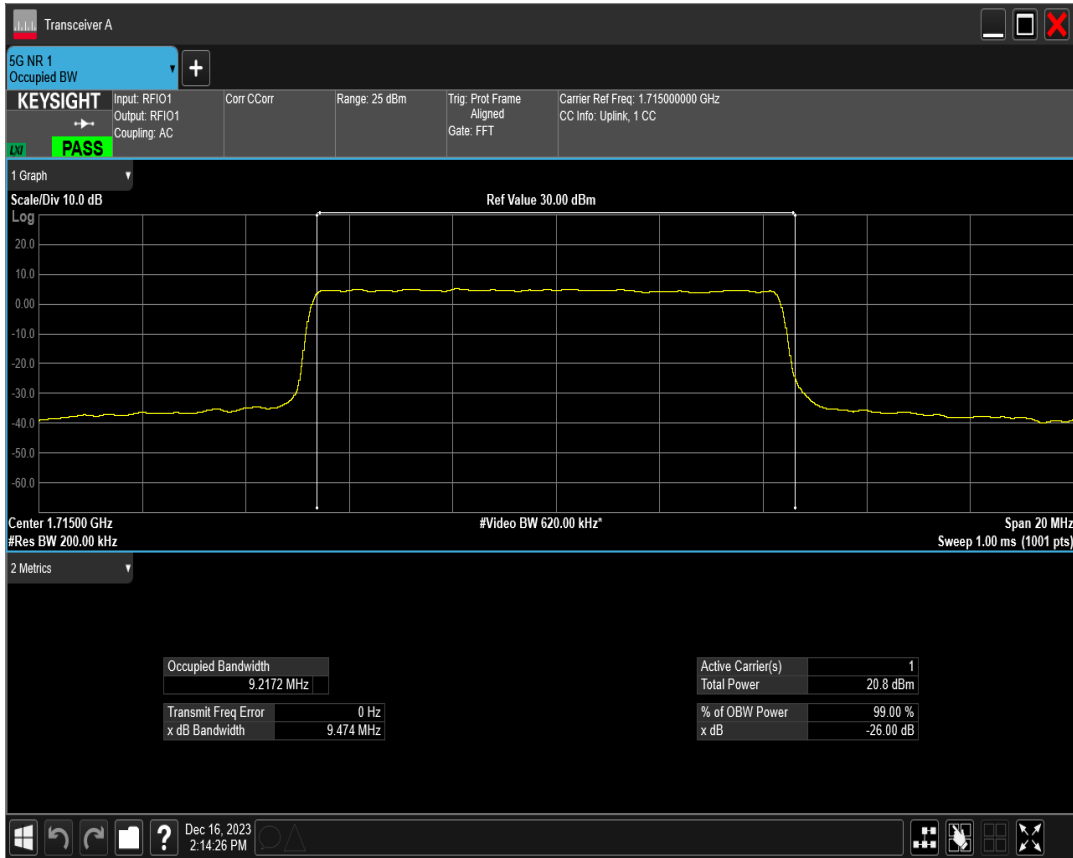 Transceiver A
5G NR 1
Occupied BW
KEYSIGHT
Input: RFIO1
Output: RFIO1
Coupling: AC
Corr CCorr
Range: 25 dBm
Trig: Prot Frame
Aligned
Gate: FFT
Carrier Ref Freq: 1.715000000 GHz
CC Info: Uplink, 1 CC
LXI
PASS
1 Graph
Scale/Div 10.0 dB
Ref Value 30.00 dBm
Log
20.0
10.0
0.00
-10.0
-20.0
-30.0
-40.0
-50.0
-60.0
Center 1.71500 GHz
#Video BW 620.00 kHz*
Span 20 MHz
#Res BW 200.00 kHz
Sweep 1.00 ms (1001 pts)
2 Metrics
Occupied Bandwidth
9.2172 MHz
Transmit Freq Error 0 Hz
x dB Bandwidth 9.474 MHz
Active Carrier(s) 1
Total Power 20.8 dBm
% of OBW Power 99.00 %
x dB -26.00 dB
?
Dec 16, 2023
2:14:26 PM